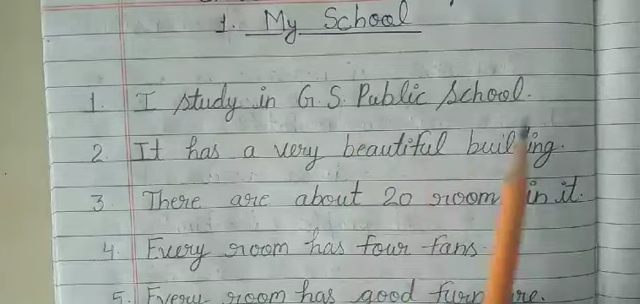 1. My School
1. I study in G.S. Public School.
2. It has a very beautiful building.
3. There are about 20 room in it.
4. Every room has four fans
5. Every room has good